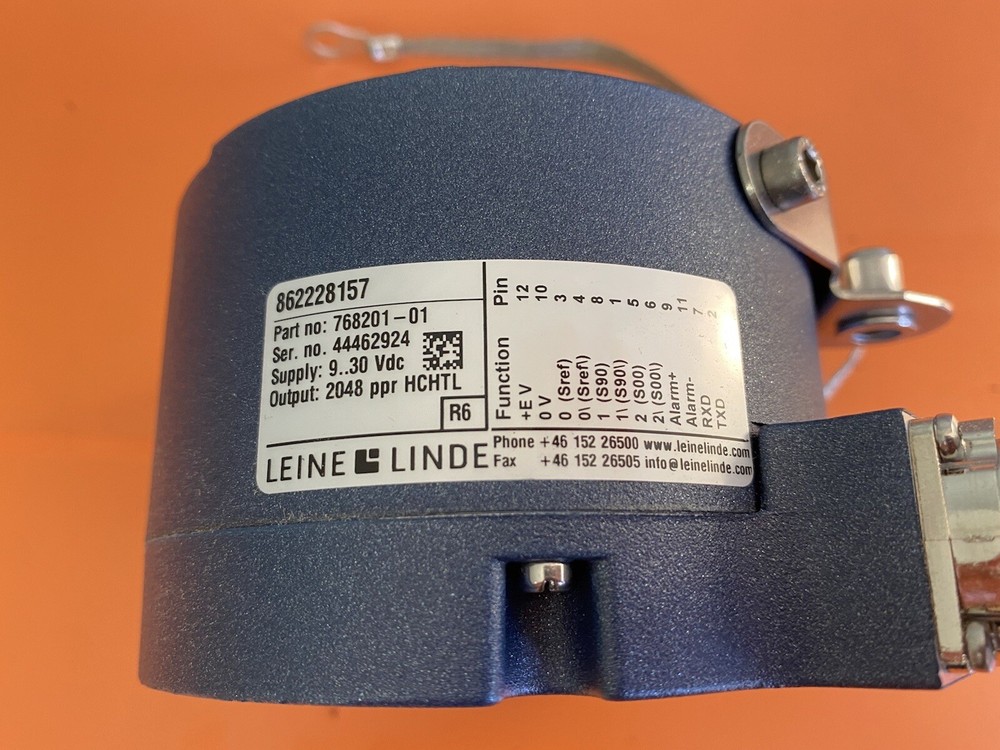 862228157
Part no: 768201-01
Ser. no. 44462924
Supply: 9..30 Vdc
Output: 2048 ppr HCHTL
R6
LEINE LINDE
Function Pin
+E V 12
0 V 10
0 (Sref) 3
0\ (Sref\) 4
1 (S90) 8
1\ (S90\) 1
2 (S00) 5
2\ (S00\) 6
Alarm+ 9
Alarm- 11
RXD 7
TXD 2
Phone +46 152 26500 www.leinelinde.com
Fax +46 152 26505 info@leinelinde.com